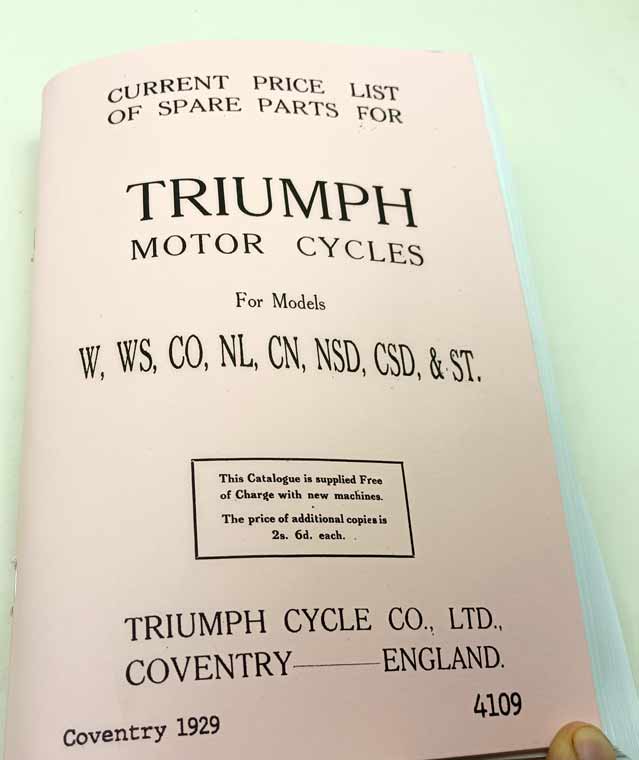 CURRENT PRICE LIST
OF SPARE PARTS FOR
TRIUMPH
MOTOR CYCLES
For Models
W, WS, CO, NL, CN, NSD, CSD, & ST.
This Catalogue is supplied Free
of Charge with new machines.
The price of additional copies is
2s. 6d. each.
TRIUMPH CYCLE CO., LTD.,
COVENTRY——ENGLAND.
Coventry 1929
4109